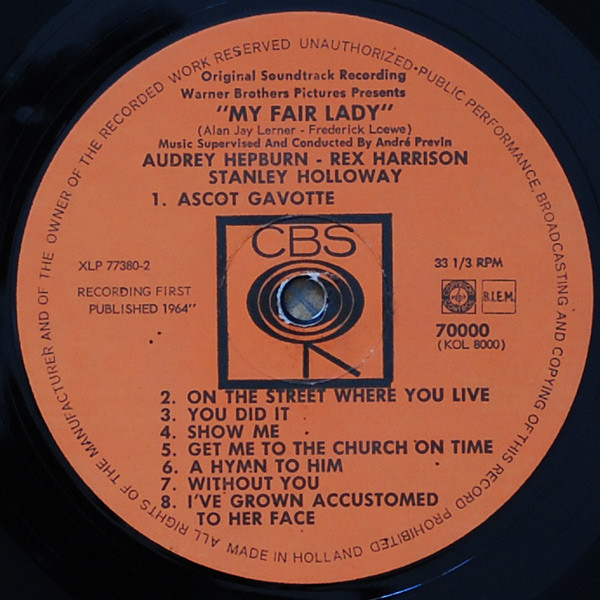 ALL RIGHTS OF THE MANUFACTURER AND OF THE OWNER OF THE RECORDED WORK RESERVED UNAUTHORIZED·PUBLIC PERFORMANCE, BROADCASTING AND COPYING OF THIS RECORD PROHIBITED
Original Soundtrack Recording
Warner Brothers Pictures Presents
"MY FAIR LADY"
(Alan Jay Lerner - Frederick Loewe)
Music Supervised And Conducted By André Previn
AUDREY HEPBURN - REX HARRISON
STANLEY HOLLOWAY
1. ASCOT GAVOTTE
CBS
XLP 77380-2
RECORDING FIRST
PUBLISHED 1964"
33 1/3 RPM
B.I.E.M.
70000
(KOL 8000)
2. ON THE STREET WHERE YOU LIVE
3. YOU DID IT
4. SHOW ME
5. GET ME TO THE CHURCH ON TIME
6. A HYMN TO HIM
7. WITHOUT YOU
8. I'VE GROWN ACCUSTOMED
TO HER FACE
MADE IN HOLLAND